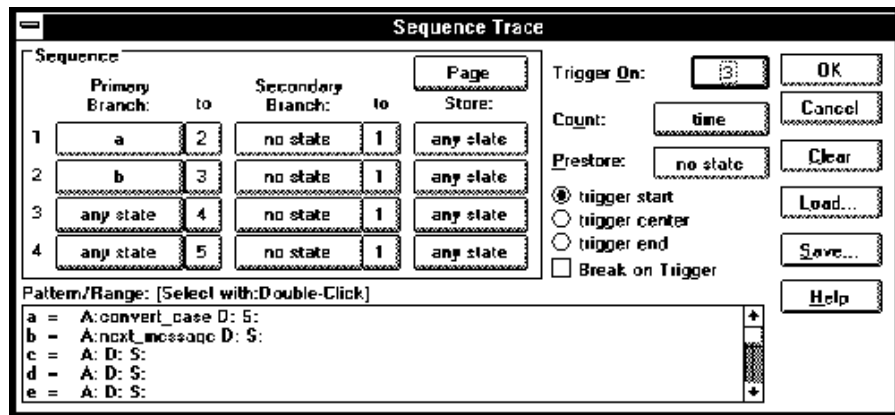 Sequence Trace
Sequence
Primary Branch: to Secondary Branch: to Page Store:
1 a 2 no state 1 any state
2 b 3 no state 1 any state
3 any state 4 no state 1 any state
4 any state 5 no state 1 any state
Trigger On: 3
Count: time
Prestore: no state
trigger start
trigger center
trigger end
Break on Trigger
OK
Cancel
Clear
Load...
Save...
Help
Pattern/Range: [Select with:Double-Click]
a = A:convert_case D: S:
b = A:next_message D: S:
c = A: D: S:
d = A: D: S:
e = A: D: S: